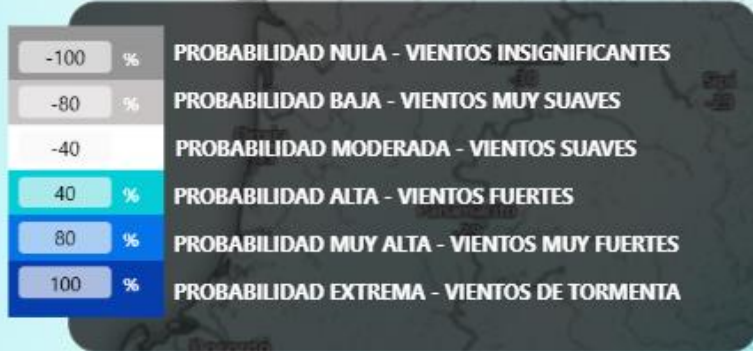 -100 % PROBABILIDAD NULA - VIENTOS INSIGNIFICANTES
-80 % PROBABILIDAD BAJA - VIENTOS MUY SUAVES
-40 PROBABILIDAD MODERADA - VIENTOS SUAVES
40 % PROBABILIDAD ALTA - VIENTOS FUERTES
80 % PROBABILIDAD MUY ALTA - VIENTOS MUY FUERTES
100 % PROBABILIDAD EXTREMA - VIENTOS DE TORMENTA